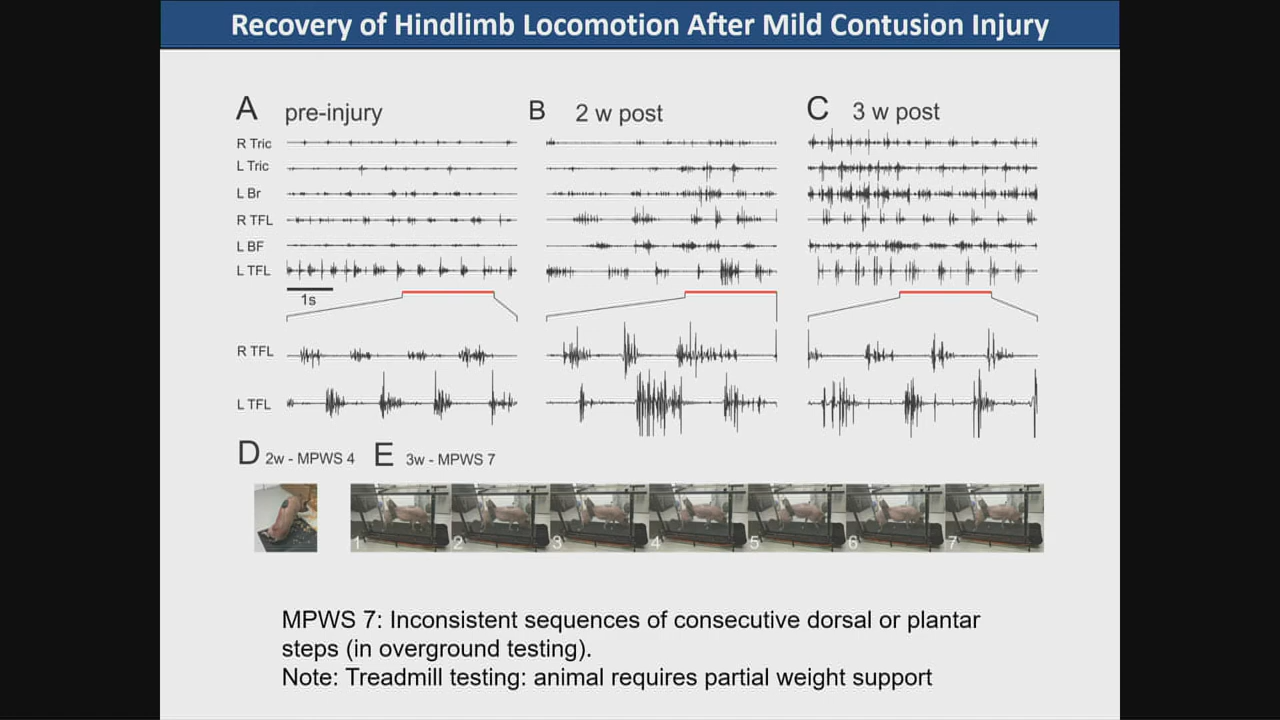 Recovery of Hindlimb Locomotion After Mild Contusion Injury
A pre-injury
B 2 w post
C 3 w post
R Tric
L Tric
L Br
R TFL
L BF
L TFL
1s
R TFL
L TFL
D 2w - MPWS 4
E 3w - MPWS 7
1 2 3 4 5 6 7
MPWS 7: Inconsistent sequences of consecutive dorsal or plantar
steps (in overground testing).
Note: Treadmill testing: animal requires partial weight support